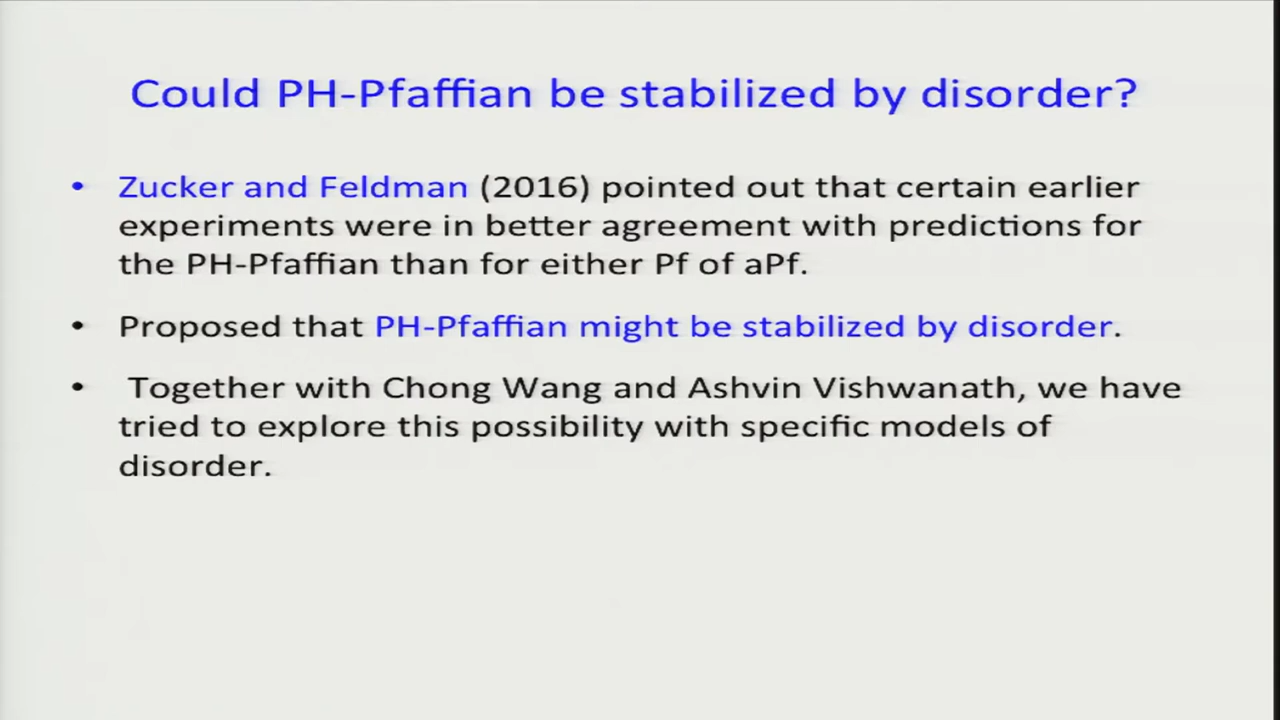 Could PH-Pfaffian be stabilized by disorder?
• Zucker and Feldman (2016) pointed out that certain earlier
experiments were in better agreement with predictions for
the PH-Pfaffian than for either Pf of aPf.
• Proposed that PH-Pfaffian might be stabilized by disorder.
• Together with Chong Wang and Ashvin Vishwanath, we have
tried to explore this possibility with specific models of
disorder.